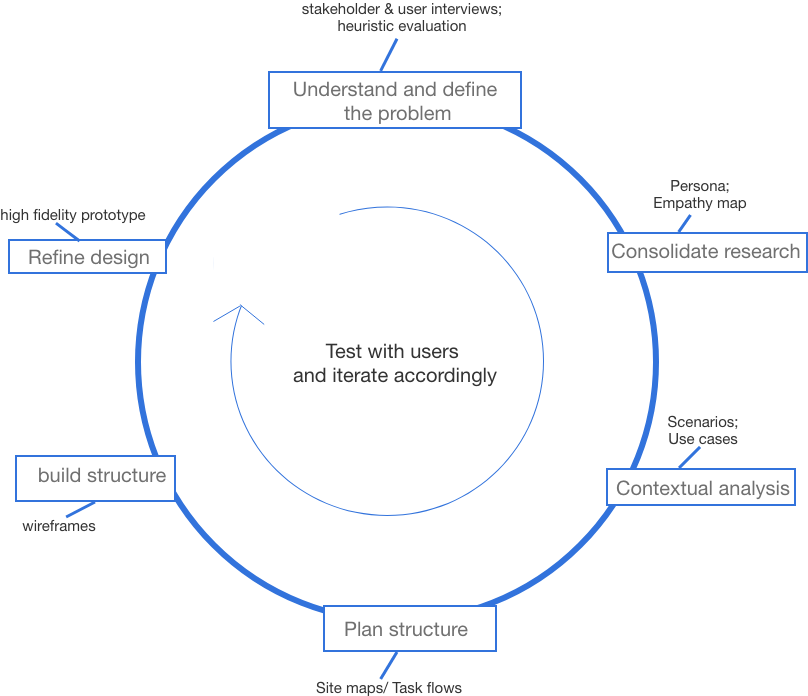 stakeholder & user interviews;
heuristic evaluation
Understand and define
the problem
Persona;
Empathy map
Consolidate research
high fidelity prototype
Refine design
Test with users
and iterate accordingly
Scenarios;
Use cases
Contextual analysis
build structure
wireframes
Plan structure
Site maps/ Task flows